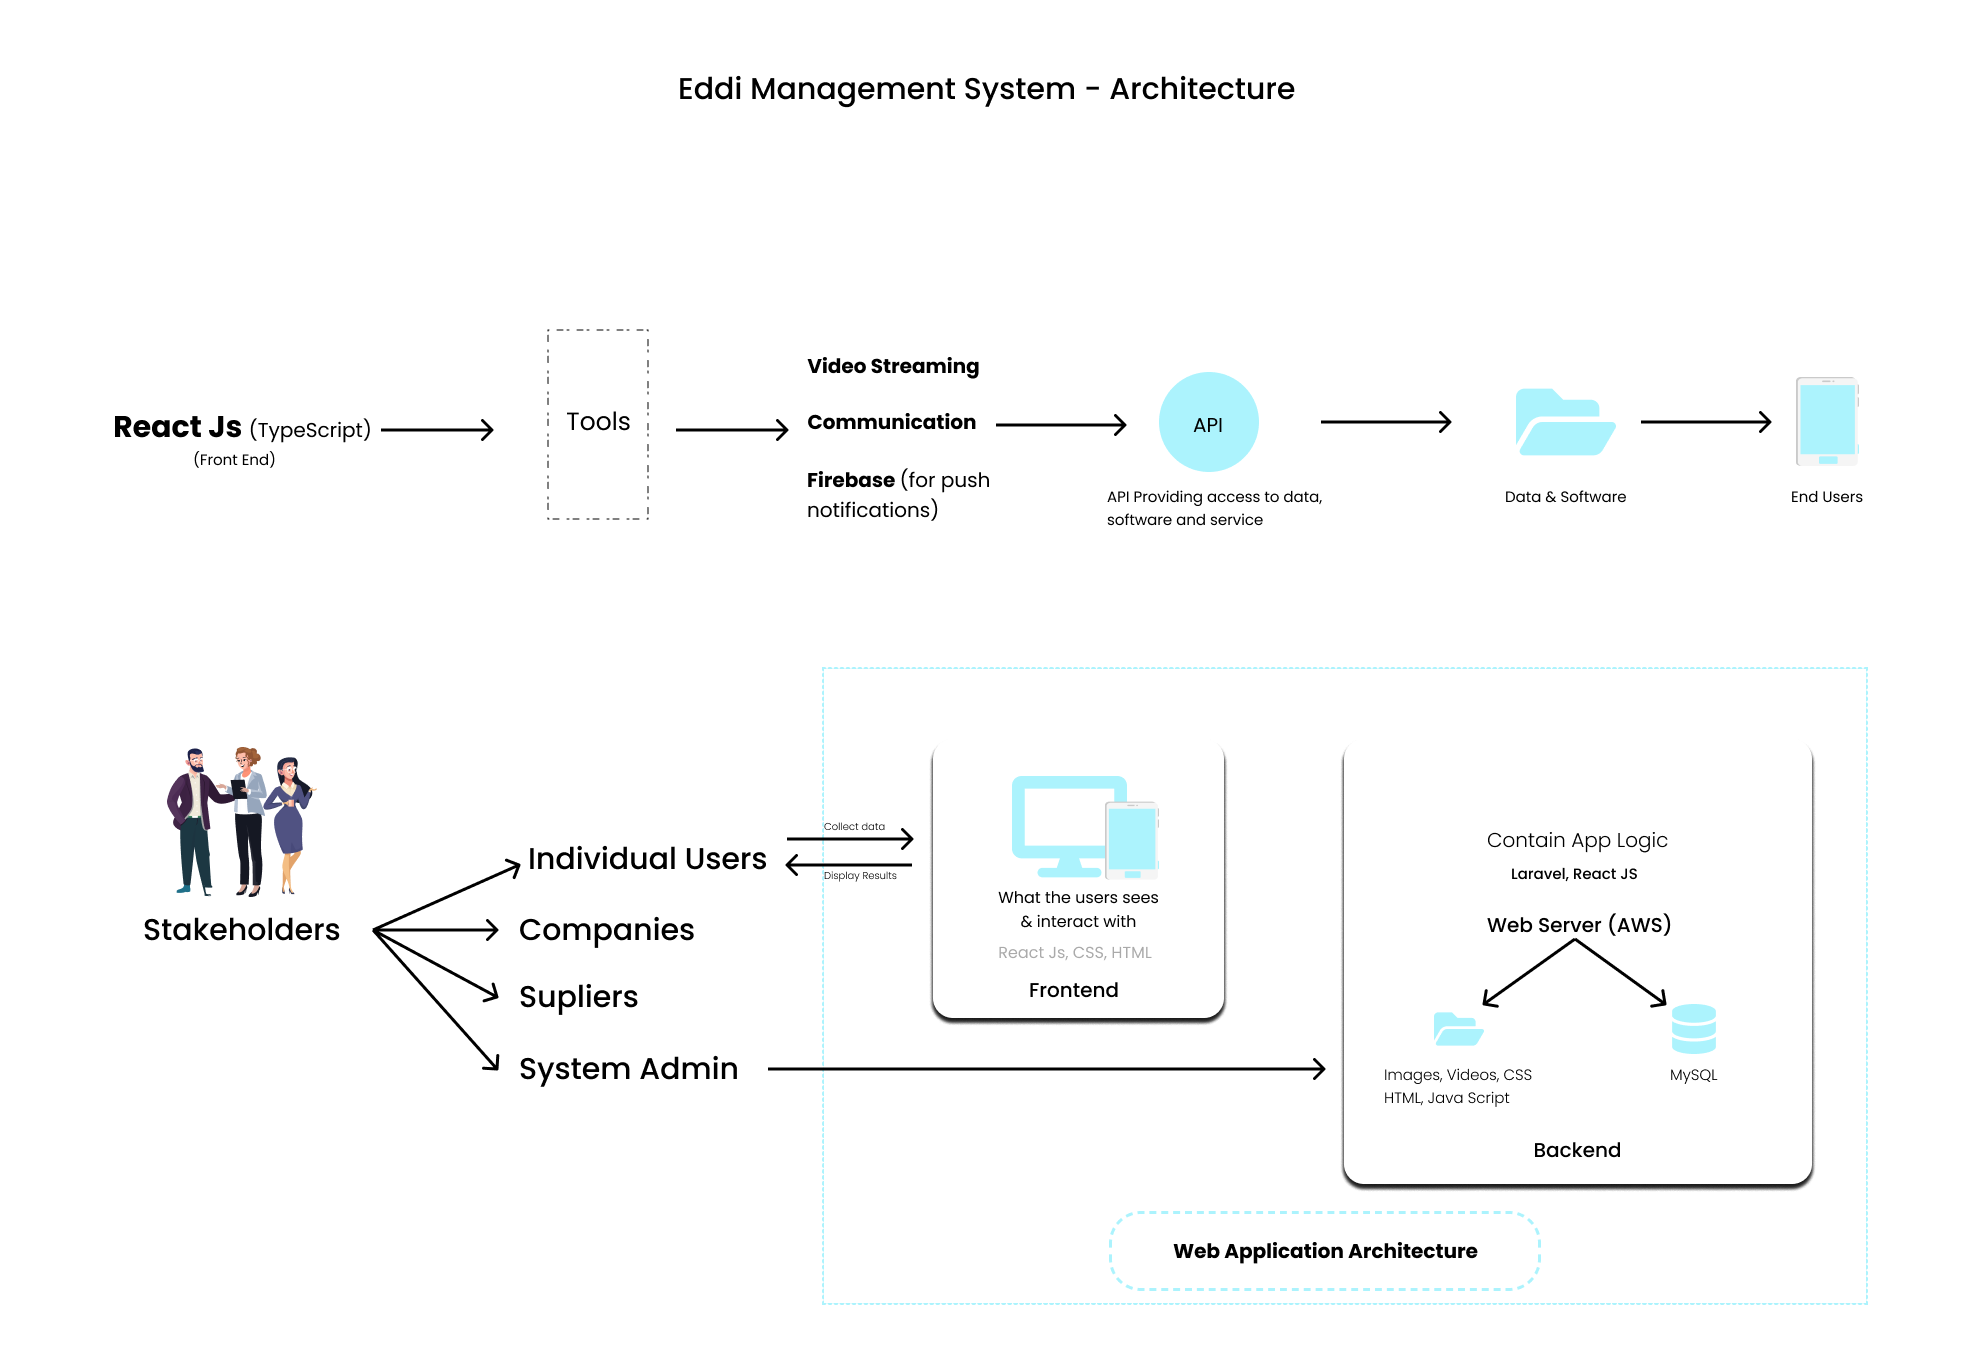 Eddi Management System - Architecture
React Js (TypeScript)
(Front End)
Tools
Video Streaming
Communication
Firebase (for push
notifications)
API
API Providing access to data,
software and service
Data & Software
End Users
Stakeholders
Individual Users
Companies
Supliers
System Admin
Collect data
Display Results
What the users sees
& interact with
React Js, CSS, HTML
Frontend
Contain App Logic
Laravel, React JS
Web Server (AWS)
Images, Videos, CSS
HTML, Java Script
MySQL
Backend
Web Application Architecture